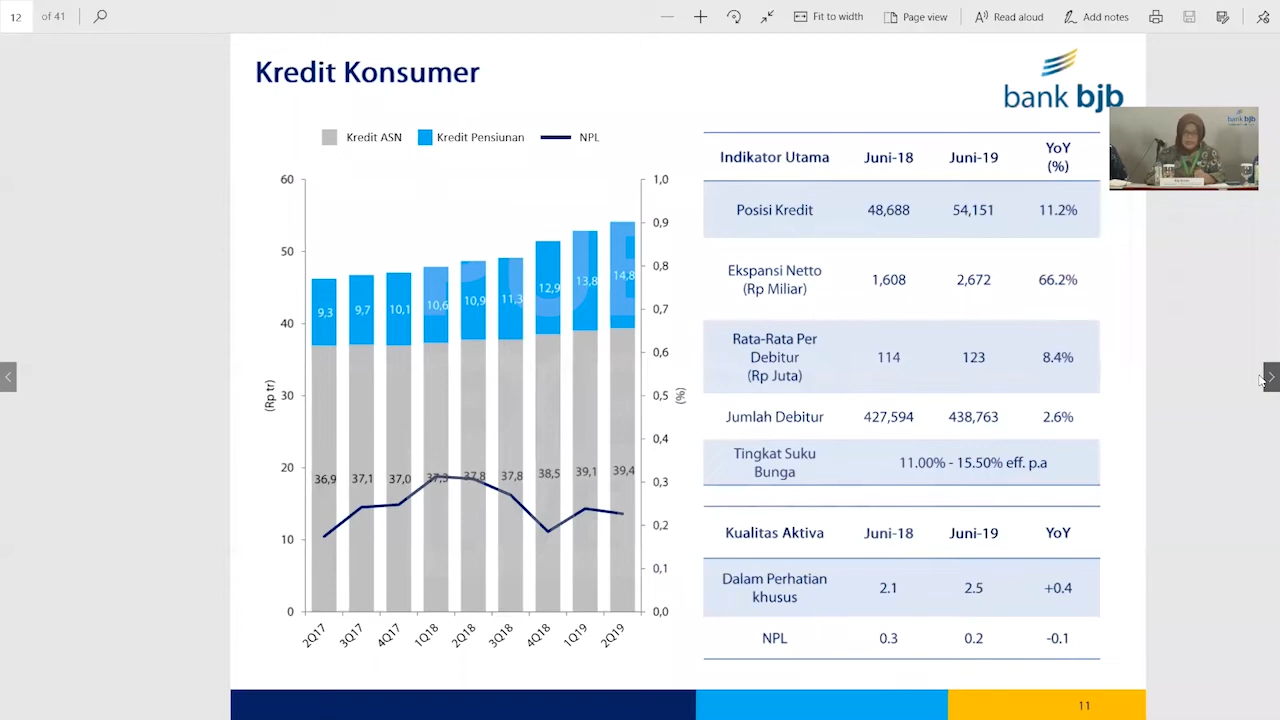 12 of 41
Fit to width
Page view
Read aloud
Add notes
Kredit Konsumer
bank bjb
Kredit ASN
Kredit Pensiunan
NPL
60
50
40
30
20
10
0
(Rp tr)
1,0
0,9
0,8
0,7
0,6
0,5
0,4
0,3
0,2
0,1
0,0
(%)
9,3 9,7 10,1 10,6 10,9 11,3 12,9 13,8 14,8
36,9 37,1 37,0 37,3 37,8 37,8 38,5 39,1 39,4
2Q17 3Q17 4Q17 1Q18 2Q18 3Q18 4Q18 1Q19 2Q19
Indikator Utama Juni-18 Juni-19 YoY
(%)
Posisi Kredit 48,688 54,151 11.2%
Ekspansi Netto
(Rp Miliar) 1,608 2,672 66.2%
Rata-Rata Per
Debitur 114 123 8.4%
(Rp Juta)
Jumlah Debitur 427,594 438,763 2.6%
Tingkat Suku
Bunga 11.00% - 15.50% eff. p.a
Kualitas Aktiva Juni-18 Juni-19 YoY
Dalam Perhatian
khusus 2.1 2.5 +0.4
NPL 0.3 0.2 -0.1
11
bank bjb